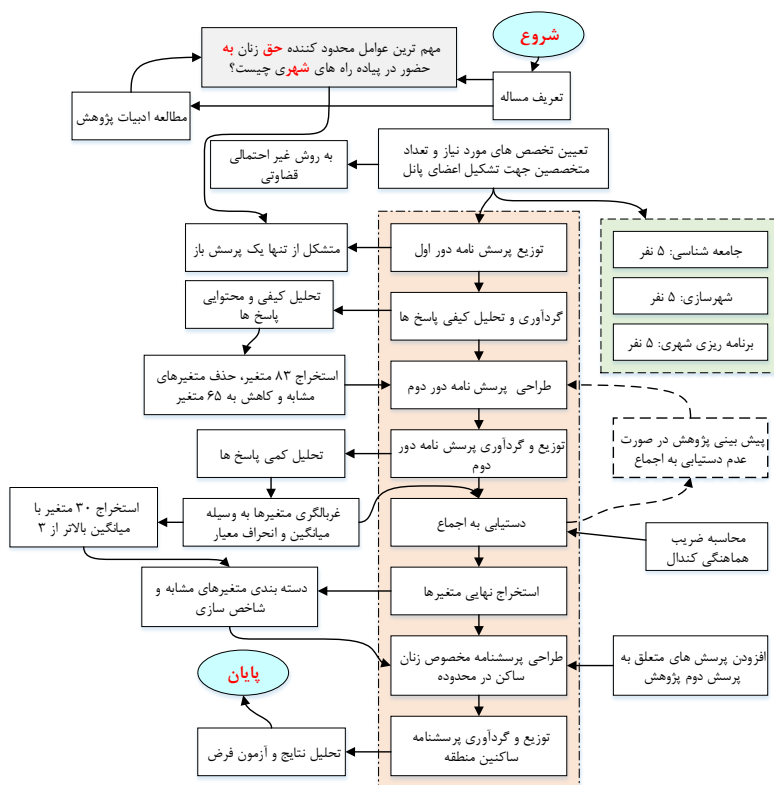 شروع
مهم ترین عوامل محدود کننده حق زنان به
حضور در پیاده راه های شهری چیست؟
تعریف مساله
مطالعه ادبیات پژوهش
تعیین تخصص های مورد نیاز و تعداد
متخصصین جهت تشکیل اعضای پانل
به روش غیر احتمالی
قضاوتی
جامعه شناسی: ۵ نفر
شهرسازی: ۵ نفر
برنامه ریزی شهری: ۵ نفر
توزیع پرسش نامه دور اول
متشکل از تنها یک پرسش باز
گردآوری و تحلیل کیفی پاسخ ها
تحلیل کیفی و محتوایی
پاسخ ها
استخراج ۸۳ متغیر، حذف متغیرهای
مشابه و کاهش به ۶۵ متغیر
طراحی پرسش نامه دور دوم
توزیع و گردآوری پرسش نامه دور
دوم
پیش بینی پژوهش در صورت
عدم دستیابی به اجماع
تحلیل کمی پاسخ ها
غربالگری متغیرها به وسیله
میانگین و انحراف معیار
استخراج ۳۰ متغیر با
میانگین بالاتر از ۳
دستیابی به اجماع
محاسبه ضریب
هماهنگی کندال
استخراج نهایی متغیرها
دسته بندی متغیرهای مشابه و
شاخص سازی
طراحی پرسشنامه مخصوص زنان
ساکن در محدوده
افزودن پرسش های متعلق به
پرسش دوم پژوهش
توزیع و گردآوری پرسشنامه
ساکنین منطقه
تحلیل نتایج و آزمون فرض
پایان